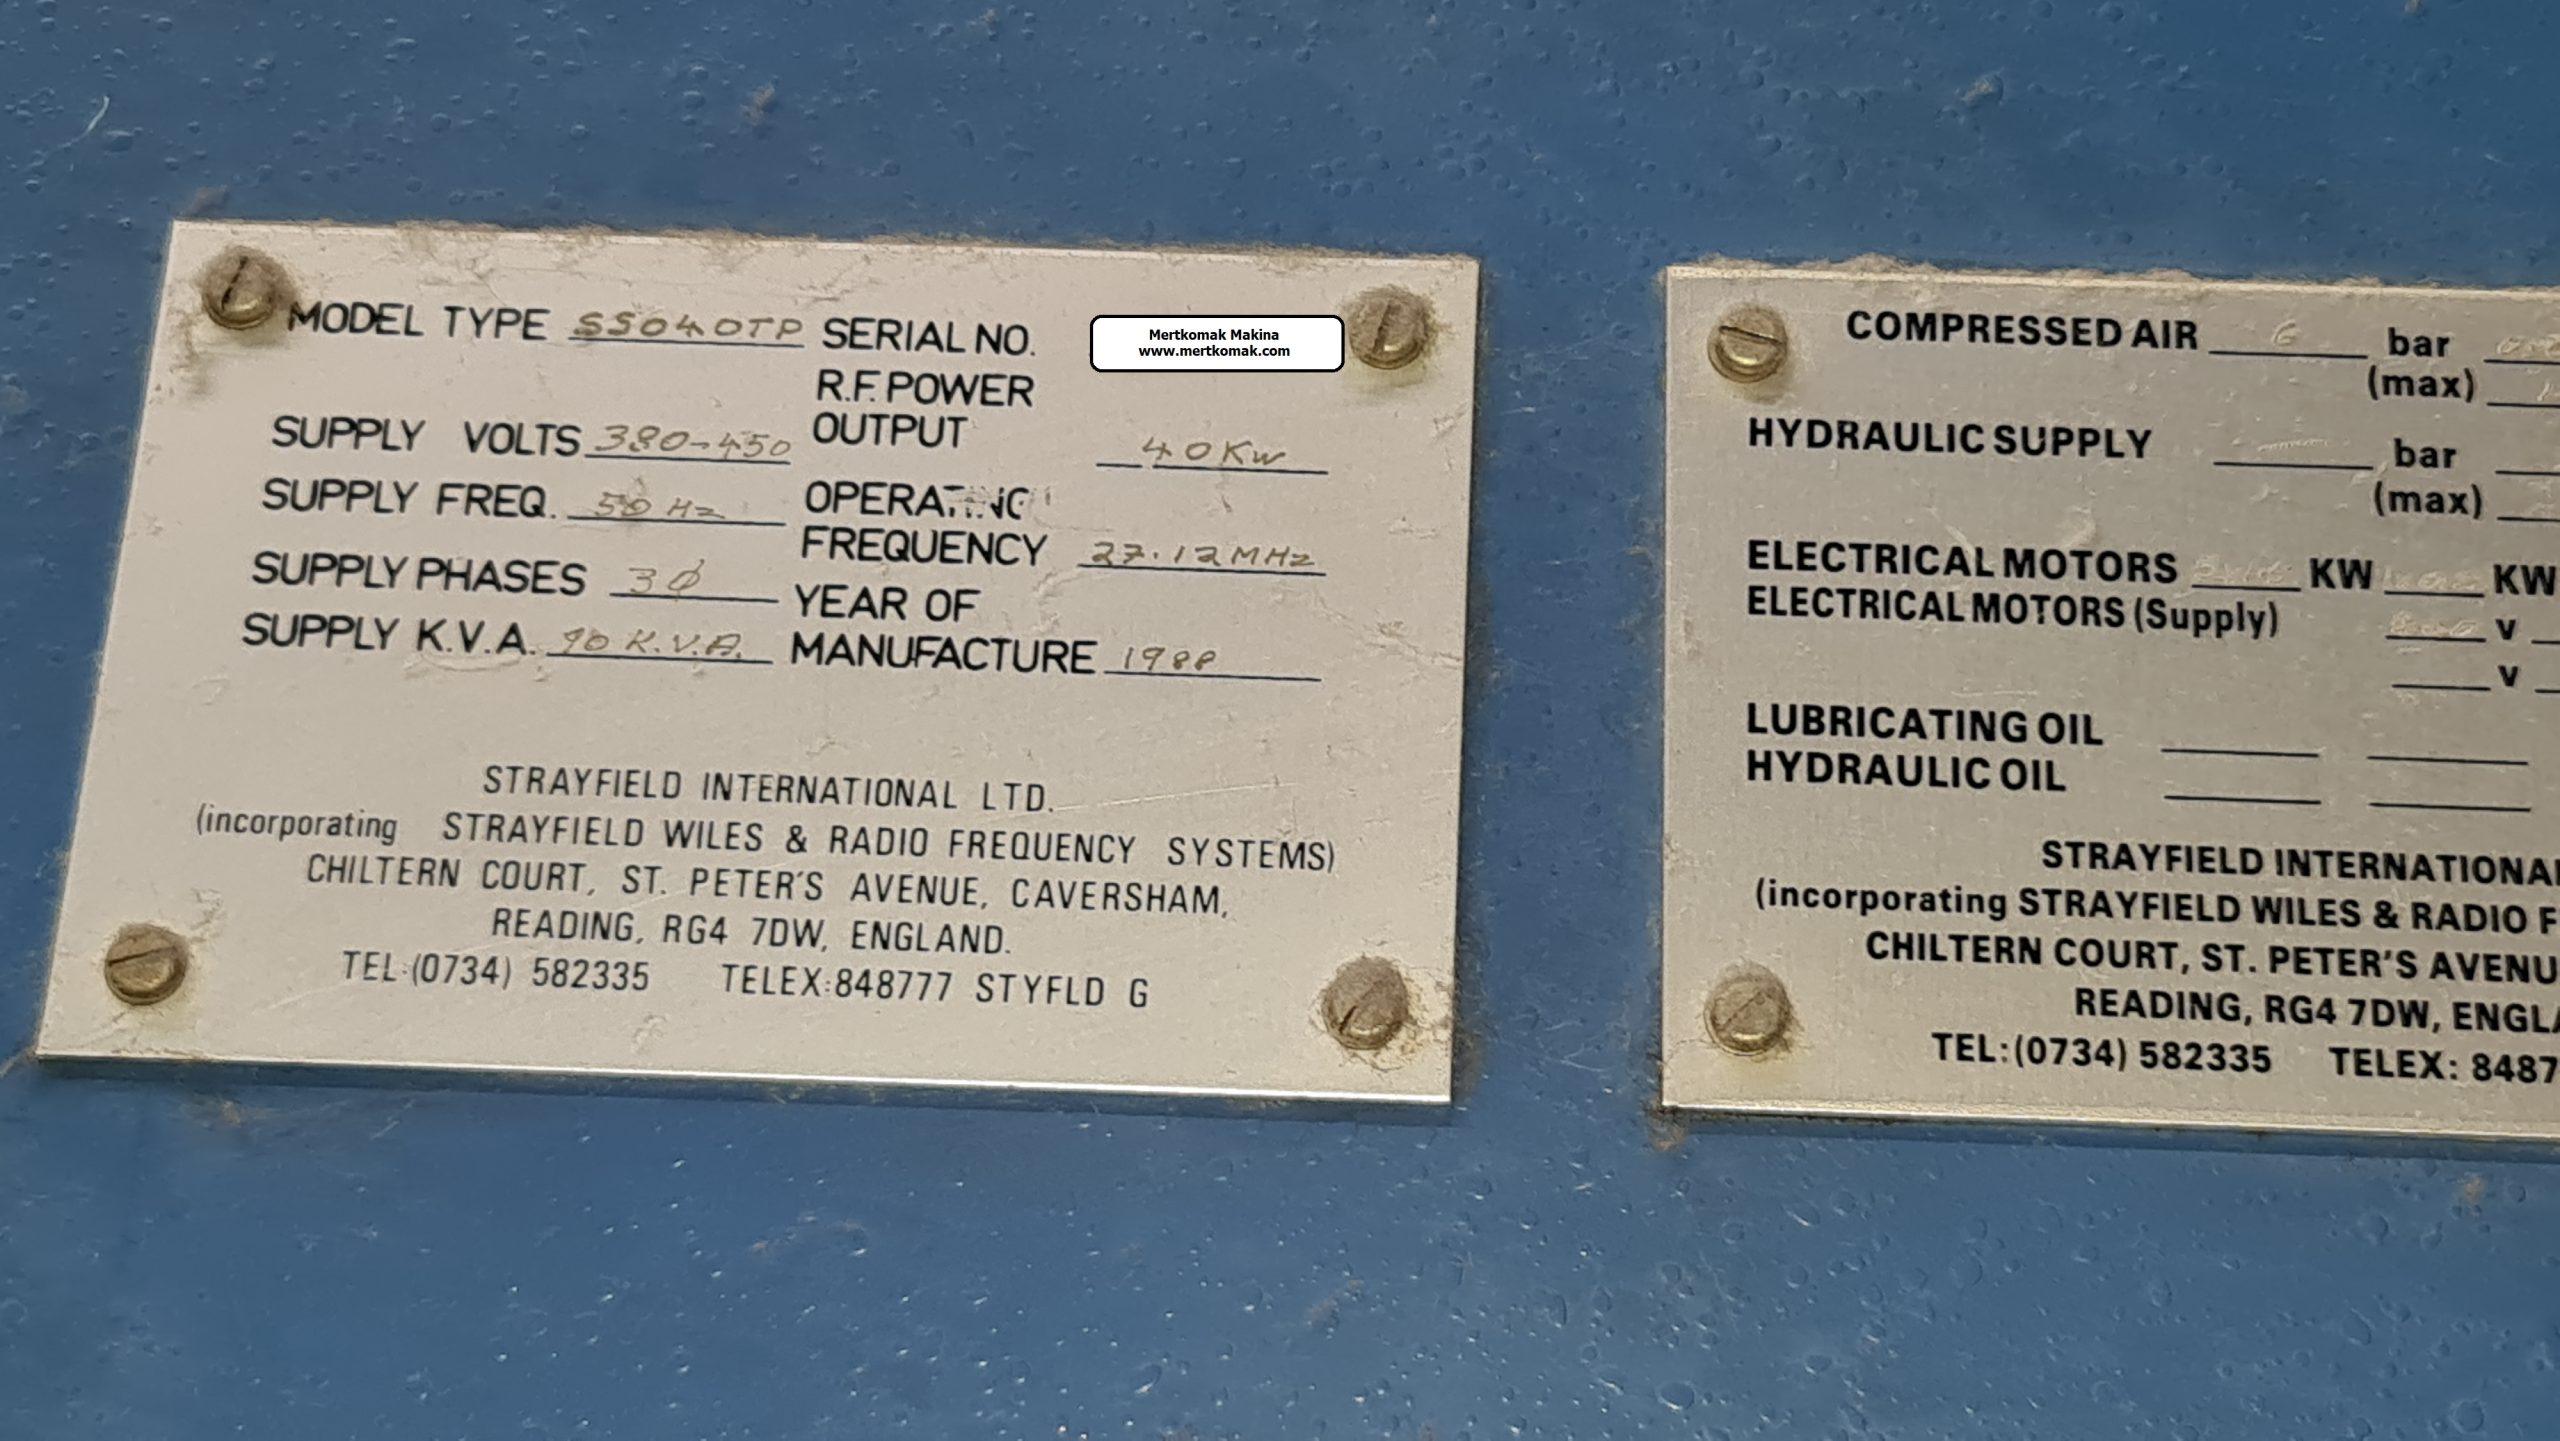 MODEL TYPE SS040TP SERIAL NO.
Mertkomak Makina
www.mertkomak.com
R.F. POWER
SUPPLY VOLTS 380-450 OUTPUT 40 Kw
SUPPLY FREQ. 50 Hz OPERATING
FREQUENCY 27.12 MHz
SUPPLY PHASES 3Ø YEAR OF
SUPPLY K.V.A. 90 K.V.A. MANUFACTURE 1988
STRAYFIELD INTERNATIONAL LTD.
(incorporating STRAYFIELD WILES & RADIO FREQUENCY SYSTEMS)
CHILTERN COURT, ST. PETER'S AVENUE, CAVERSHAM,
READING, RG4 7DW, ENGLAND.
TEL:(0734) 582335 TELEX:848777 STYFLD G
COMPRESSED AIR 6 bar
(max)
HYDRAULIC SUPPLY bar
(max)
ELECTRICAL MOTORS KW KW
ELECTRICAL MOTORS (Supply) v
v
LUBRICATING OIL
HYDRAULIC OIL
STRAYFIELD INTERNATIONA
(incorporating STRAYFIELD WILES & RADIO F
CHILTERN COURT, ST. PETER'S AVENU
READING, RG4 7DW, ENGLA
TEL:(0734) 582335 TELEX: 8487